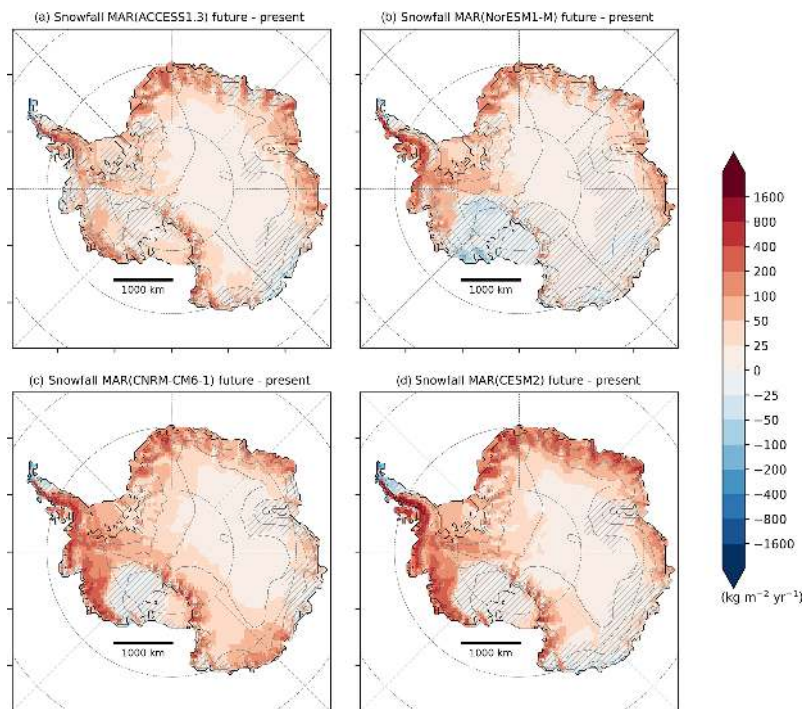 (a) Snowfall MAR(ACCESS1.3) future - present
(b) Snowfall MAR(NorESM1-M) future - present
1000 km
1000 km
(c) Snowfall MAR(CNRM-CM6-1) future - present
(d) Snowfall MAR(CESM2) future - present
1000 km
1000 km
1600
800
400
200
100
50
25
0
−25
−50
−100
−200
−400
−800
−1600
(kg m⁻² yr⁻¹)